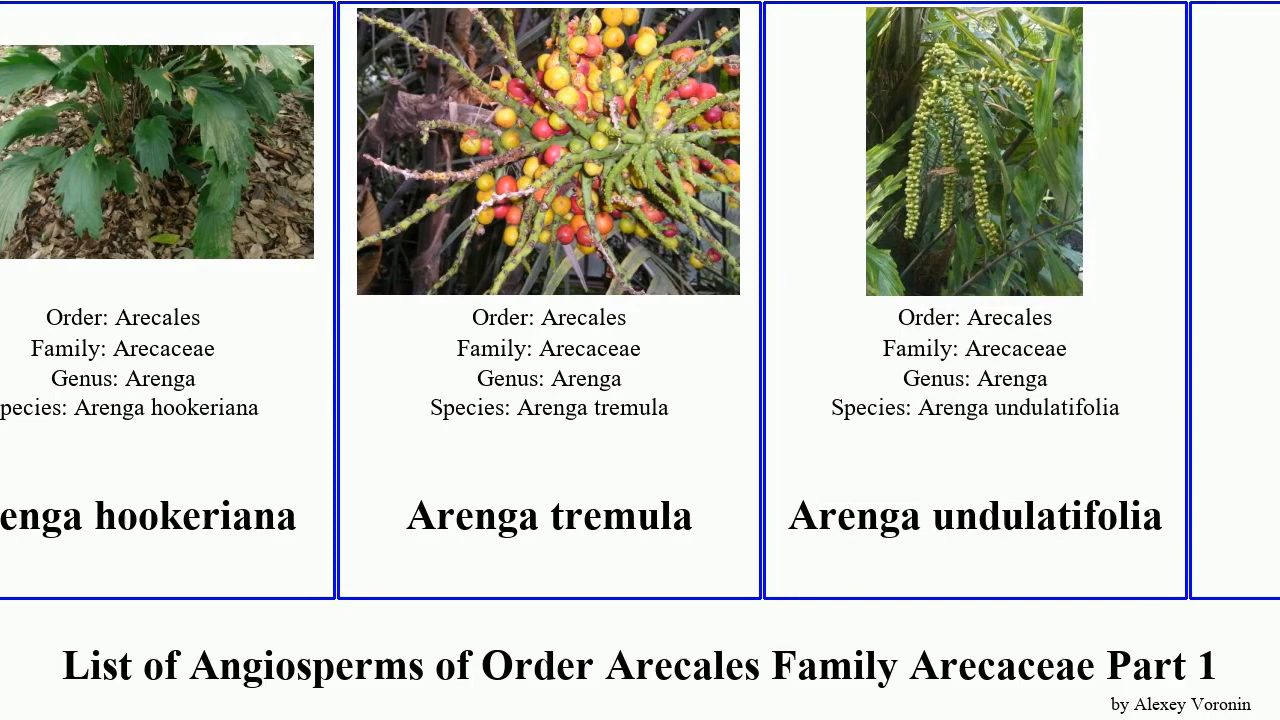 Order: Arecales
Family: Arecaceae
Genus: Arenga
pecies: Arenga hookeriana
enga hookeriana
Order: Arecales
Family: Arecaceae
Genus: Arenga
Species: Arenga tremula
Arenga tremula
Order: Arecales
Family: Arecaceae
Genus: Arenga
Species: Arenga undulatifolia
Arenga undulatifolia
List of Angiosperms of Order Arecales Family Arecaceae Part 1
by Alexey Voronin